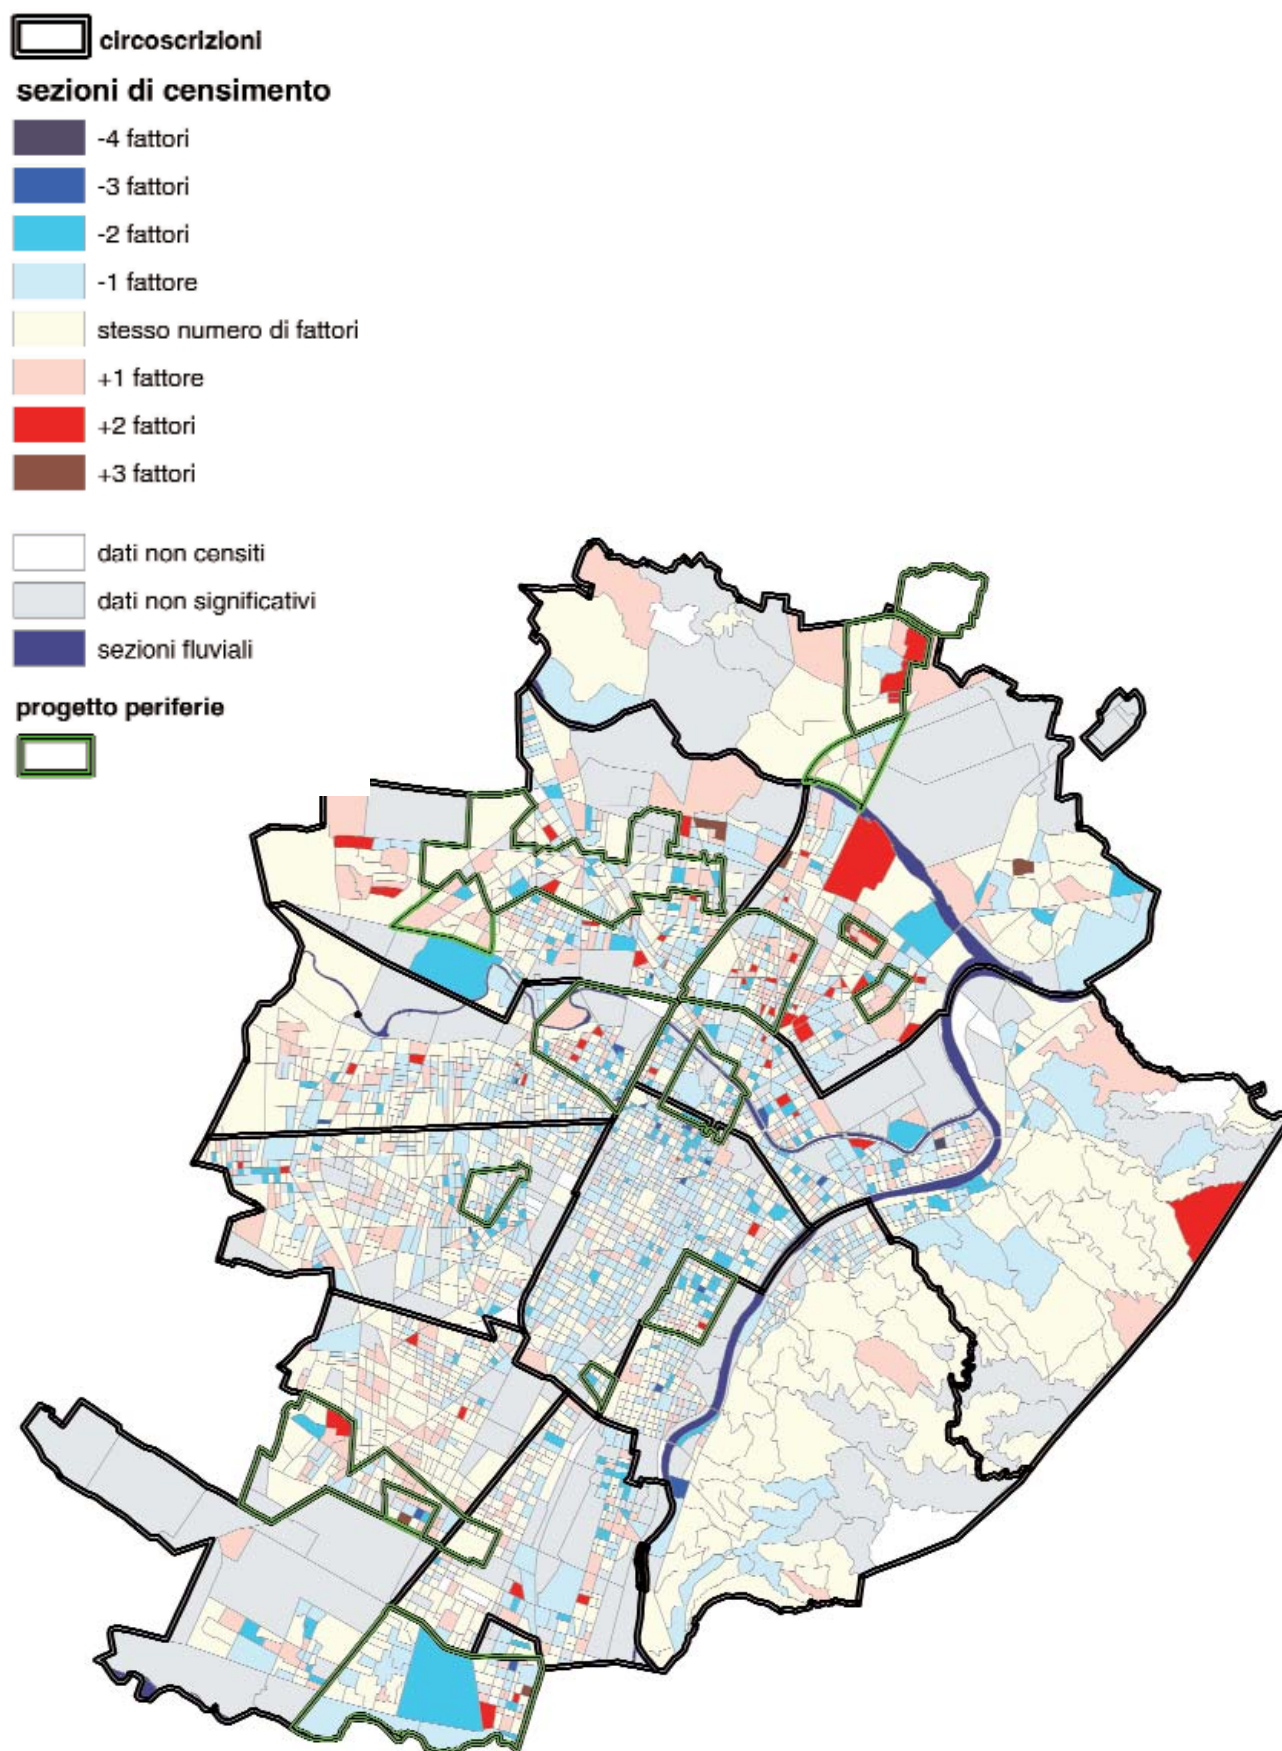 circoscrizioni
sezioni di censimento
-4 fattori
-3 fattori
-2 fattori
-1 fattore
stesso numero di fattori
+1 fattore
+2 fattori
+3 fattori
dati non censiti
dati non significativi
sezioni fluviali
progetto periferie